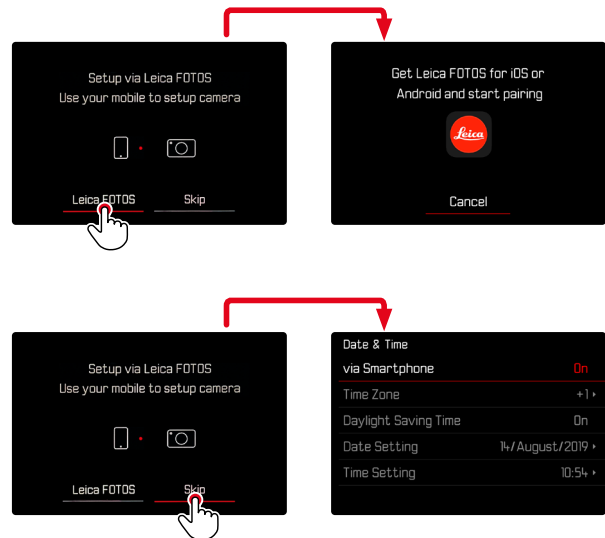 Setup via Leica FOTOS
Use your mobile to setup camera
Leica FOTOS Skip
Get Leica FOTOS for iOS or
Android and start pairing
Leica
Cancel
Setup via Leica FOTOS
Use your mobile to setup camera
Leica FOTOS Skip
Date & Time
via Smartphone On
Time Zone +1
Daylight Saving Time On
Date Setting 14/August/2019
Time Setting 10:54